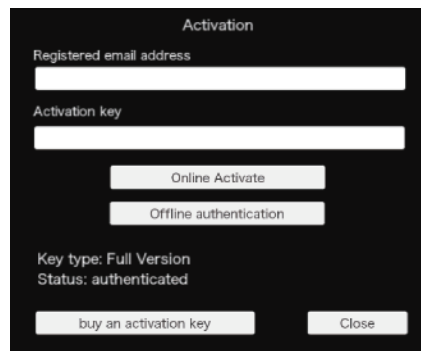 Activation
Registered email address
Activation key
Online Activate
Offline authentication
Key type: Full Version
Status: authenticated
buy an activation key
Close